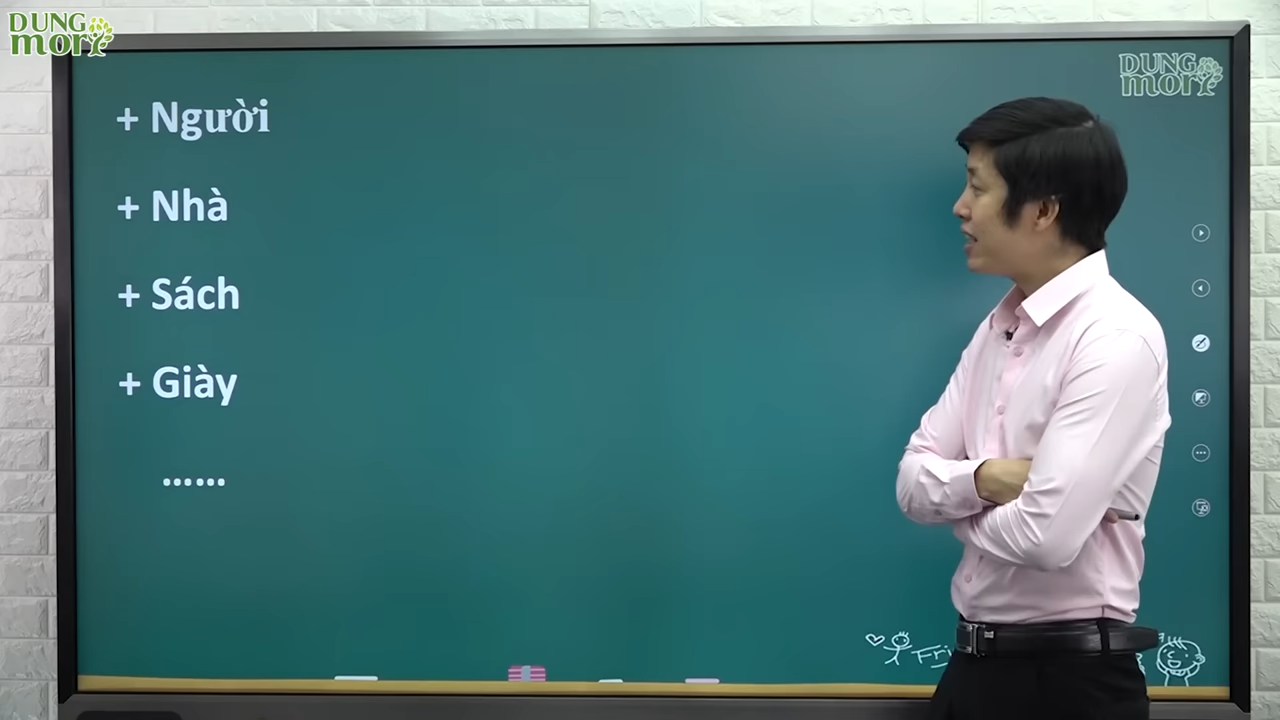 DUNG
mori
DUNG
mori
+ Người
+ Nhà
+ Sách
+ Giày
......